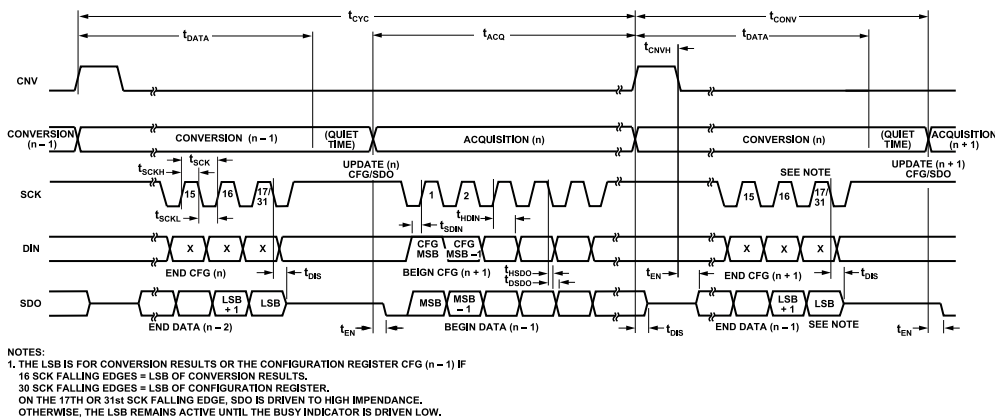 tCYC
tCONV
tDATA
tACQ
tCNVH
tDATA
CNV
CONVERSION (n – 1)
CONVERSION (n – 1)
(QUIET TIME)
ACQUISITION (n)
CONVERSION (n)
(QUIET TIME)
ACQUISITION (n + 1)
UPDATE (n) CFG/SDO
SEE NOTE
UPDATE (n + 1) CFG/SDO
tSCK
tSCKH
SCK
15
16
17/31
1
2
15
16
17/31
tSCKL
tHDIN
tSDIN
DIN
X
X
X
CFG MSB
CFG MSB –1
X
X
X
END CFG (n)
tDIS
BEIGN CFG (n + 1)
tHSDO
tDSDO
tEN
END CFG (n + 1)
tDIS
SDO
LSB + 1
LSB
MSB
MSB – 1
LSB + 1
LSB
END DATA (n – 2)
tEN
BEGIN DATA (n – 1)
tDIS
END DATA (n – 1)
SEE NOTE
tEN
NOTES:
1. THE LSB IS FOR CONVERSION RESULTS OR THE CONFIGURATION REGISTER CFG (n – 1) IF
16 SCK FALLING EDGES = LSB OF CONVERSION RESULTS.
30 SCK FALLING EDGES = LSB OF CONFIGURATION REGISTER.
ON THE 17TH OR 31st SCK FALLING EDGE, SDO IS DRIVEN TO HIGH IMPENDANCE.
OTHERWISE, THE LSB REMAINS ACTIVE UNTIL THE BUSY INDICATOR IS DRIVEN LOW.